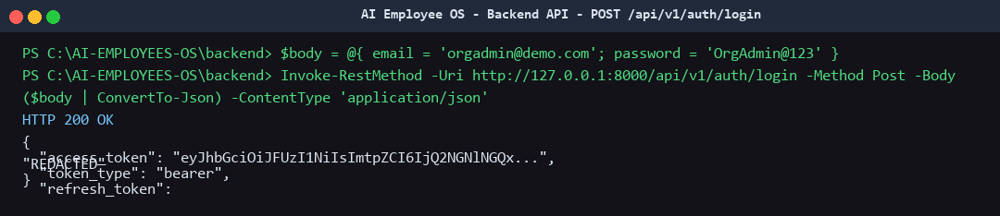 AI Employee OS - Backend API - POST /api/v1/auth/login
PS C:\AI-EMPLOYEES-OS\backend> $body = @{ email = 'orgadmin@demo.com'; password = 'OrgAdmin@123' }
PS C:\AI-EMPLOYEES-OS\backend> Invoke-RestMethod -Uri http://127.0.0.1:8000/api/v1/auth/login -Method Post -Body
($body | ConvertTo-Json) -ContentType 'application/json'
HTTP 200 OK
{
"access_token": "eyJhbGciOiJFUzI1NiIsImtpZCI6IjQ2NGNlNGQx...",
"REDACTED"
"token_type": "bearer",
}
"refresh_token":